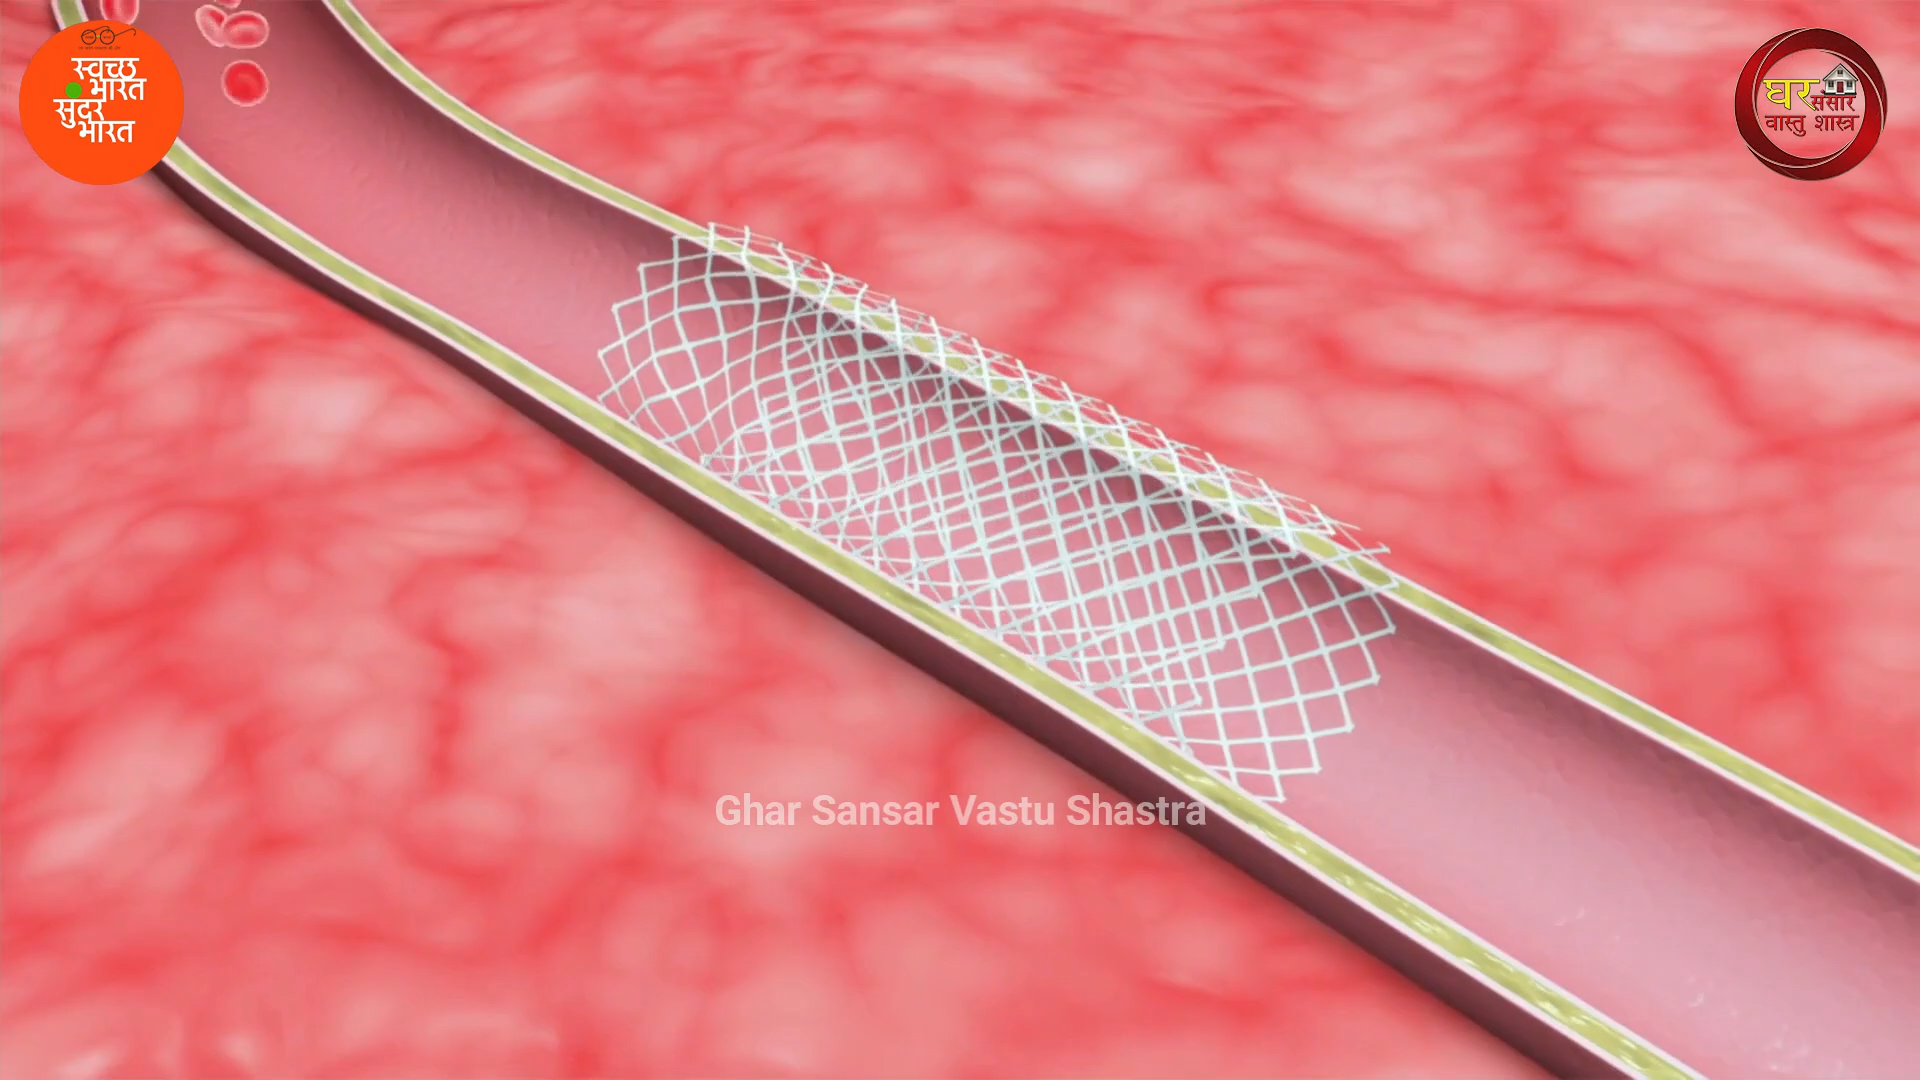 स्वच्छ
भारत
सुंदर
भारत
घर
संसार
वास्तु शास्त्र
Ghar Sansar Vastu Shastra